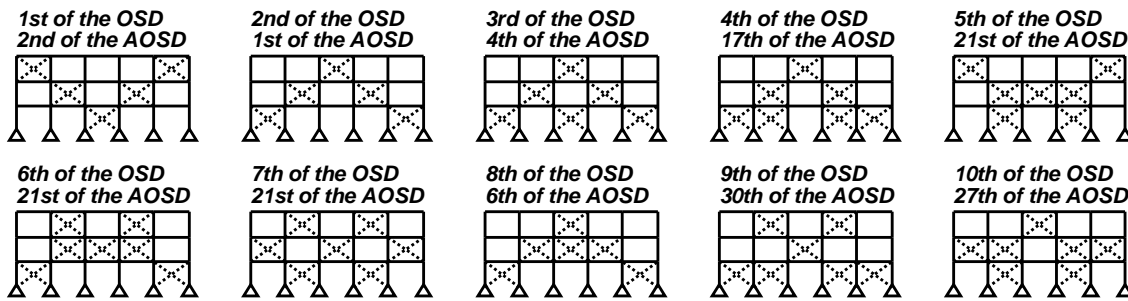 1st of the OSD
2nd of the AOSD
2nd of the OSD
1st of the AOSD
3rd of the OSD
4th of the AOSD
4th of the OSD
17th of the AOSD
5th of the OSD
21st of the AOSD
6th of the OSD
21st of the AOSD
7th of the OSD
21st of the AOSD
8th of the OSD
6th of the AOSD
9th of the OSD
30th of the AOSD
10th of the OSD
27th of the AOSD